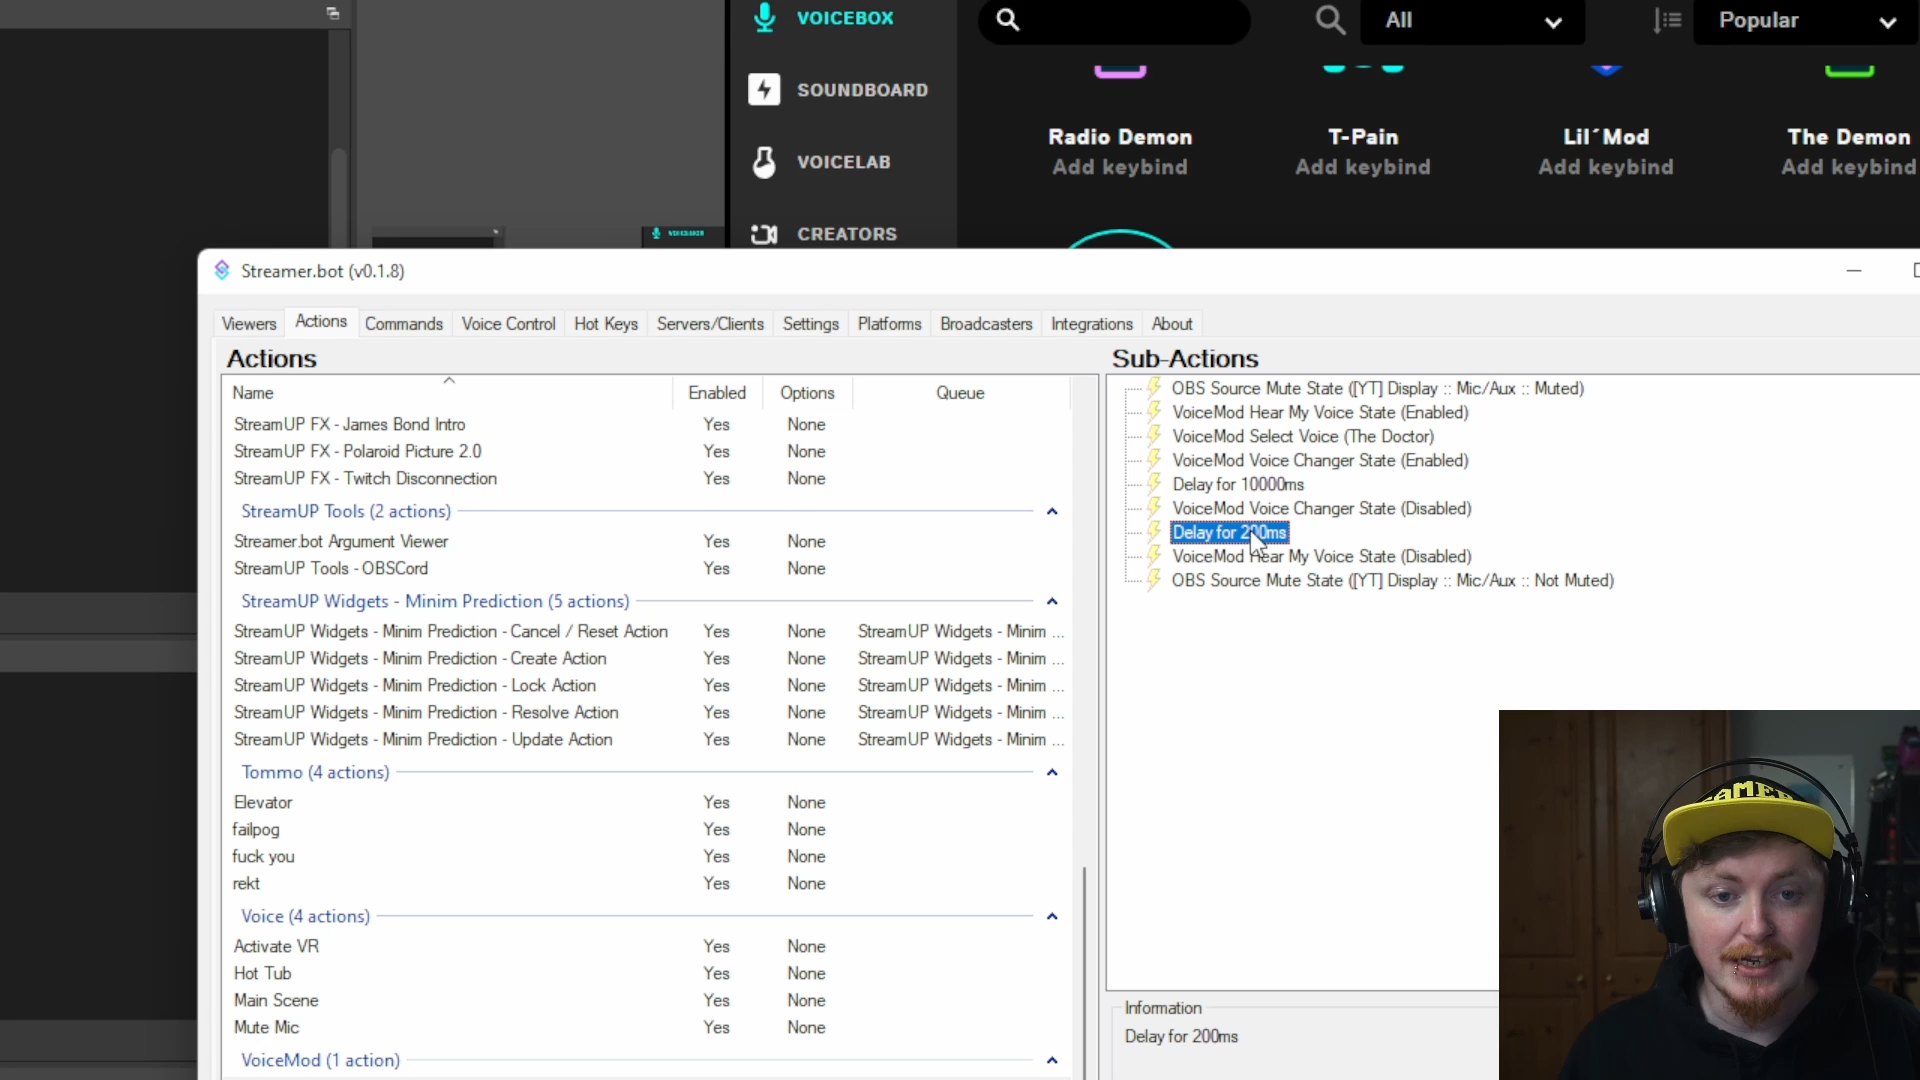 VOICEBOX
All
Popular
SOUNDBOARD
VOICELAB
CREATORS
Radio Demon
Add keybind
T-Pain
Add keybind
Lil´Mod
Add keybind
The Demon
Add keybind
VOICEMOD
Streamer.bot (v0.1.8)
Viewers
Actions
Commands
Voice Control
Hot Keys
Servers/Clients
Settings
Platforms
Broadcasters
Integrations
About
Actions
Name Enabled Options Queue
StreamUP FX - James Bond Intro Yes None
StreamUP FX - Polaroid Picture 2.0 Yes None
StreamUP FX - Twitch Disconnection Yes None
StreamUP Tools (2 actions)
Streamer.bot Argument Viewer Yes None
StreamUP Tools - OBSCord Yes None
StreamUP Widgets - Minim Prediction (5 actions)
StreamUP Widgets - Minim Prediction - Cancel / Reset Action Yes None StreamUP Widgets - Minim ...
StreamUP Widgets - Minim Prediction - Create Action Yes None StreamUP Widgets - Minim ...
StreamUP Widgets - Minim Prediction - Lock Action Yes None StreamUP Widgets - Minim ...
StreamUP Widgets - Minim Prediction - Resolve Action Yes None StreamUP Widgets - Minim ...
StreamUP Widgets - Minim Prediction - Update Action Yes None StreamUP Widgets - Minim ...
Tommo (4 actions)
Elevator Yes None
failpog Yes None
fuck you Yes None
rekt Yes None
Voice (4 actions)
Activate VR Yes None
Hot Tub Yes None
Main Scene Yes None
Mute Mic Yes None
VoiceMod (1 action)
Sub-Actions
OBS Source Mute State ([YT] Display :: Mic/Aux :: Muted)
VoiceMod Hear My Voice State (Enabled)
VoiceMod Select Voice (The Doctor)
VoiceMod Voice Changer State (Enabled)
Delay for 10000ms
VoiceMod Voice Changer State (Disabled)
Delay for 200ms
VoiceMod Hear My Voice State (Disabled)
OBS Source Mute State ([YT] Display :: Mic/Aux :: Not Muted)
Information
Delay for 200ms